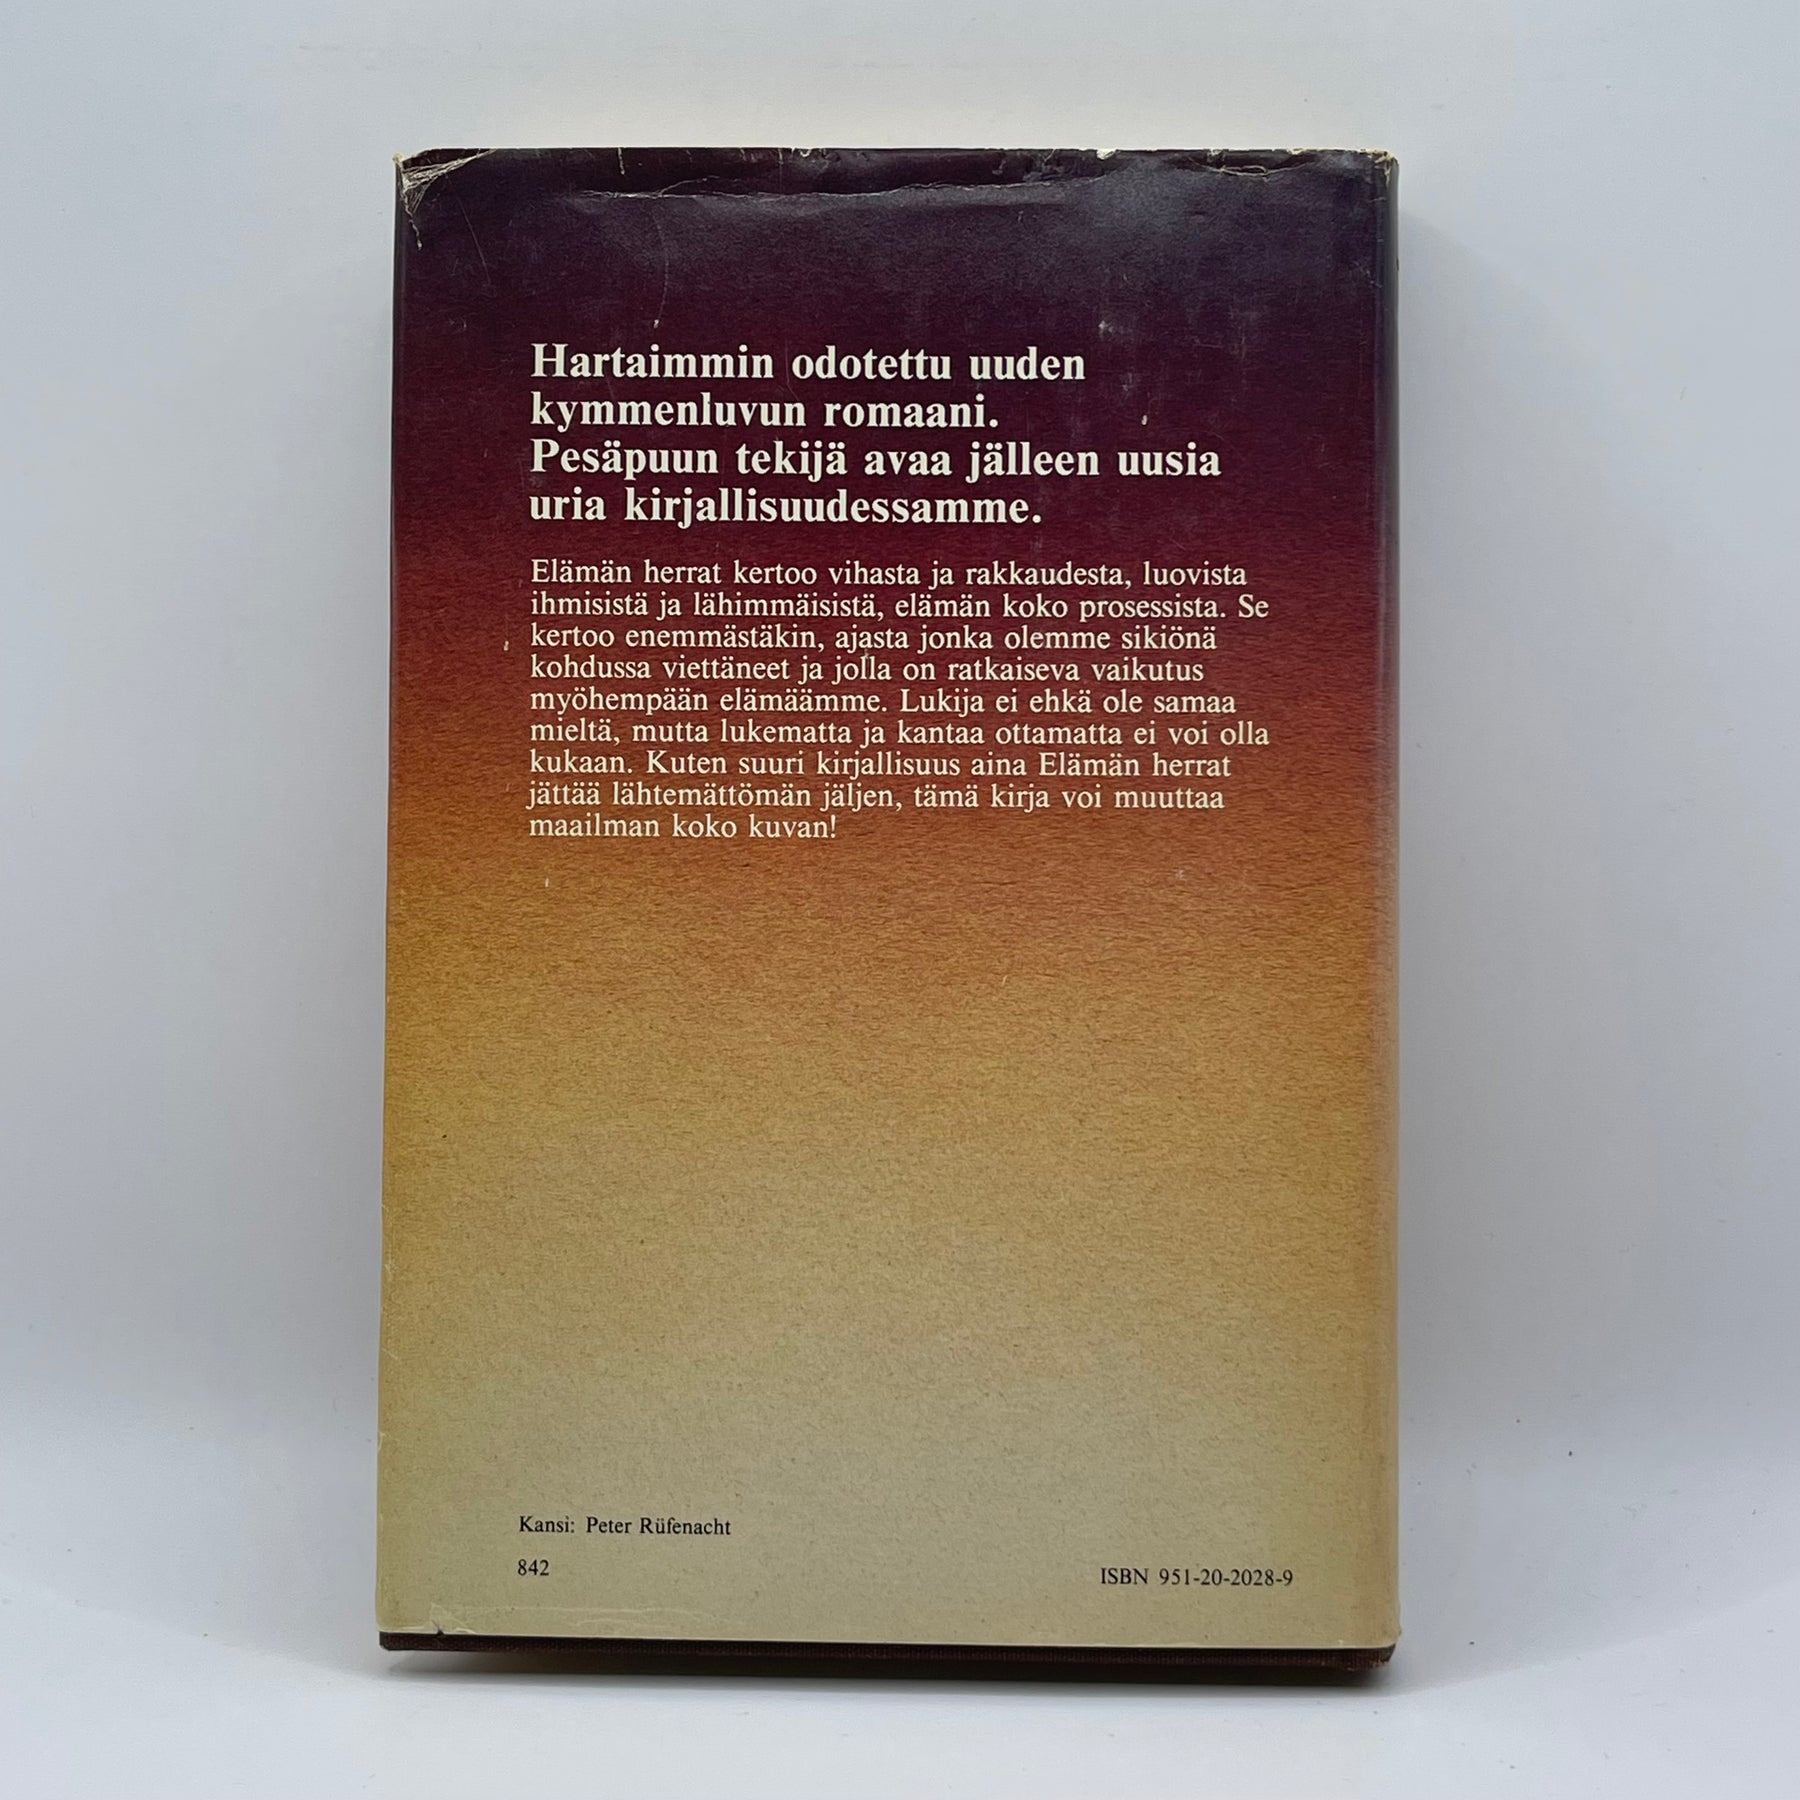 Hartaimmin odotettu uuden
kymmenluvun romaani.
Pesäpuun tekijä avaa jälleen uusia
uria kirjallisuudessamme.
Elämän herrat kertoo vihasta ja rakkaudesta, luovista
ihmisistä ja lähimmäisistä, elämän koko prosessista. Se
kertoo enemmästäkin, ajasta jonka olemme sikiönä
kohdussa viettäneet ja jolla on ratkaiseva vaikutus
myöhempään elämäämme. Lukija ei ehkä ole samaa
mieltä, mutta lukematta ja kantaa ottamatta ei voi olla
kukaan. Kuten suuri kirjallisuus aina Elämän herrat
jättää lähtemättömän jäljen, tämä kirja voi muuttaa
maailman koko kuvan!
Kansi: Peter Rüfenacht
842
ISBN 951-20-2028-9